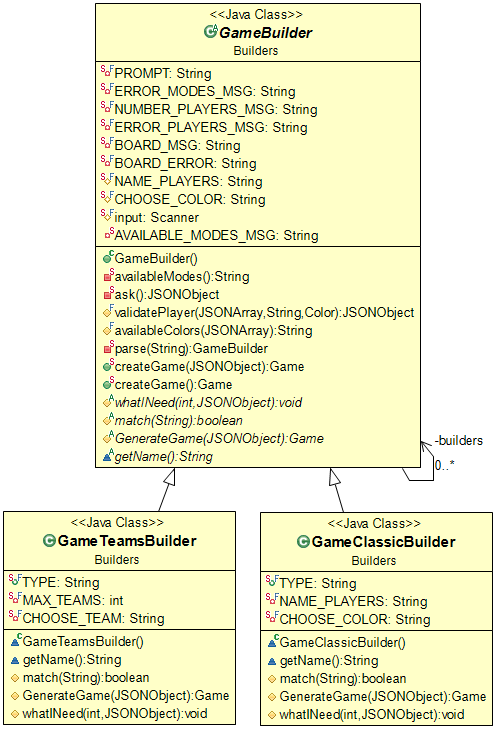 <<Java Class>>
GameBuilder
Builders
PROMPT: String
ERROR_MODES_MSG: String
NUMBER_PLAYERS_MSG: String
ERROR_PLAYERS_MSG: String
BOARD_MSG: String
BOARD_ERROR: String
NAME_PLAYERS: String
CHOOSE_COLOR: String
input: Scanner
AVAILABLE_MODES_MSG: String
GameBuilder()
availableModes():String
ask():JSONObject
validatePlayer(JSONArray,String,Color):JSONObject
availableColors(JSONArray):String
parse(String):GameBuilder
createGame(JSONObject):Game
createGame():Game
whatINeed(int,JSONObject):void
match(String):boolean
GenerateGame(JSONObject):Game
getName():String
-builders
0..*
<<Java Class>>
GameTeamsBuilder
Builders
TYPE: String
MAX_TEAMS: int
CHOOSE_TEAM: String
GameTeamsBuilder()
getName():String
match(String):boolean
GenerateGame(JSONObject):Game
whatINeed(int,JSONObject):void
<<Java Class>>
GameClassicBuilder
Builders
TYPE: String
NAME_PLAYERS: String
CHOOSE_COLOR: String
GameClassicBuilder()
getName():String
match(String):boolean
GenerateGame(JSONObject):Game
whatINeed(int,JSONObject):void